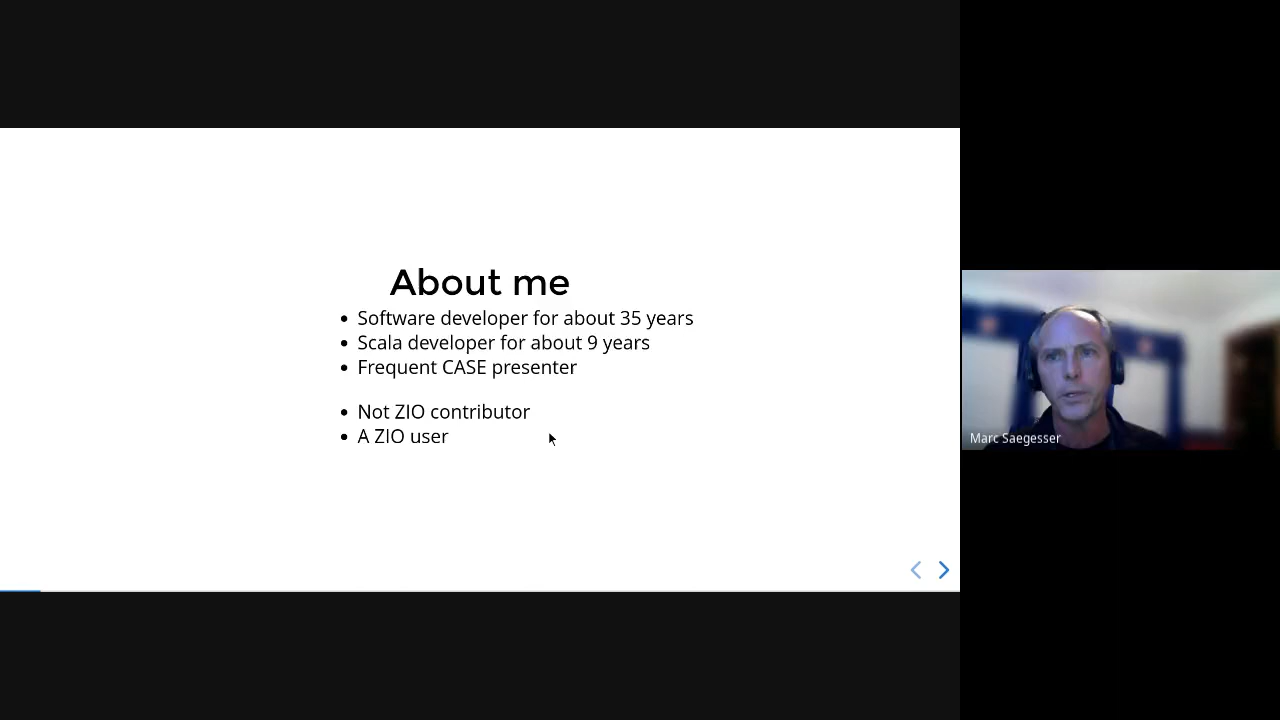 About me
Software developer for about 35 years
Scala developer for about 9 years
Frequent CASE presenter
Not ZIO contributor
A ZIO user
Marc Saegesser